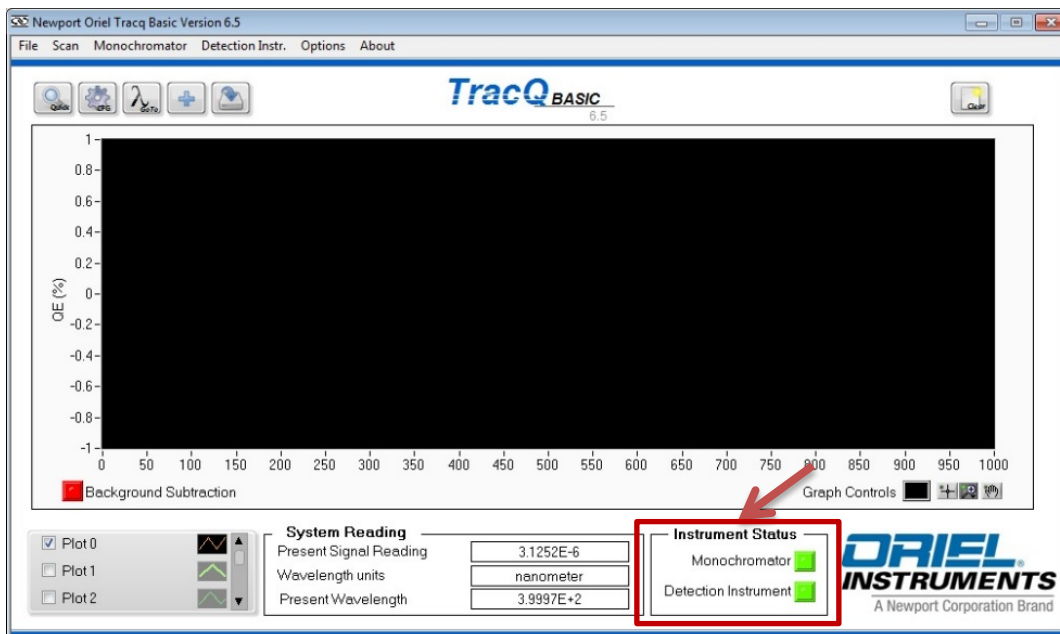 Newport Oriel Tracq Basic Version 6.5
File Scan Monochromator Detection Instr. Options About
Quick CFG λ GoTo
TracQ BASIC
6.5
Clear
1
0.8
0.6
0.4
0.2
0
-0.2
-0.4
-0.6
-0.8
-1
QE (%)
0 50 100 150 200 250 300 350 400 450 500 550 600 650 700 750 800 850 900 950 1000
Background Subtraction
Graph Controls
Plot 0
Plot 1
Plot 2
System Reading
Present Signal Reading 3.1252E-6
Wavelength units nanometer
Present Wavelength 3.9997E+2
Instrument Status
Monochromator
Detection Instrument
ORIEL®
INSTRUMENTS
A Newport Corporation Brand